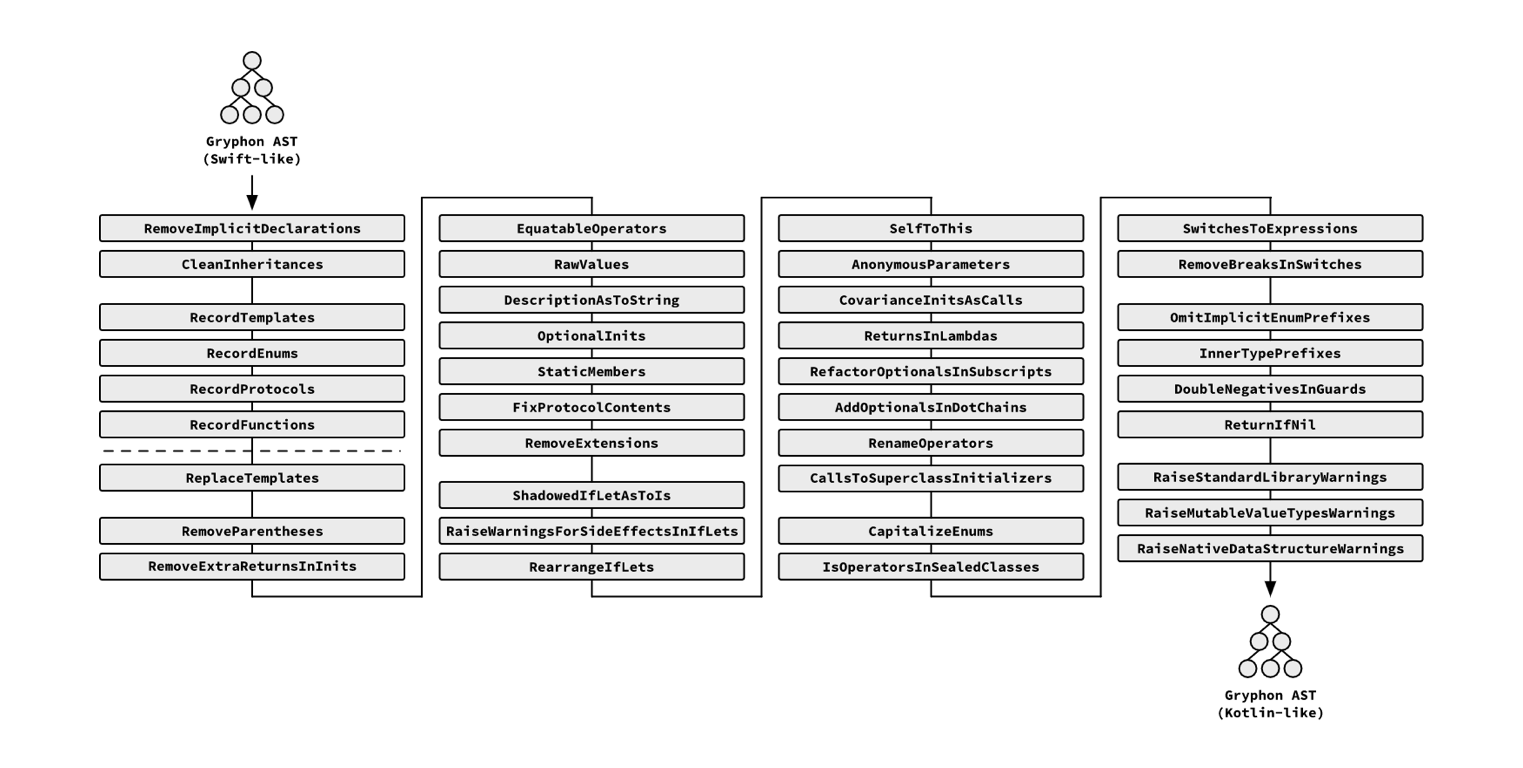 Gryphon AST
(Swift-like)
RemoveImplicitDeclarations
CleanInheritances
RecordTemplates
RecordEnums
RecordProtocols
RecordFunctions
ReplaceTemplates
RemoveParentheses
RemoveExtraReturnsInInits
EquatableOperators
RawValues
DescriptionAsToString
OptionalInits
StaticMembers
FixProtocolContents
RemoveExtensions
ShadowedIfLetAsToIs
RaiseWarningsForSideEffectsInIfLets
RearrangeIfLets
SelfToThis
AnonymousParameters
CovarianceInitsAsCalls
ReturnsInLambdas
RefactorOptionalsInSubscripts
AddOptionalsInDotChains
RenameOperators
CallsToSuperclassInitializers
CapitalizeEnums
IsOperatorsInSealedClasses
SwitchesToExpressions
RemoveBreaksInSwitches
OmitImplicitEnumPrefixes
InnerTypePrefixes
DoubleNegativesInGuards
ReturnIfNil
RaiseStandardLibraryWarnings
RaiseMutableValueTypesWarnings
RaiseNativeDataStructureWarnings
Gryphon AST
(Kotlin-like)